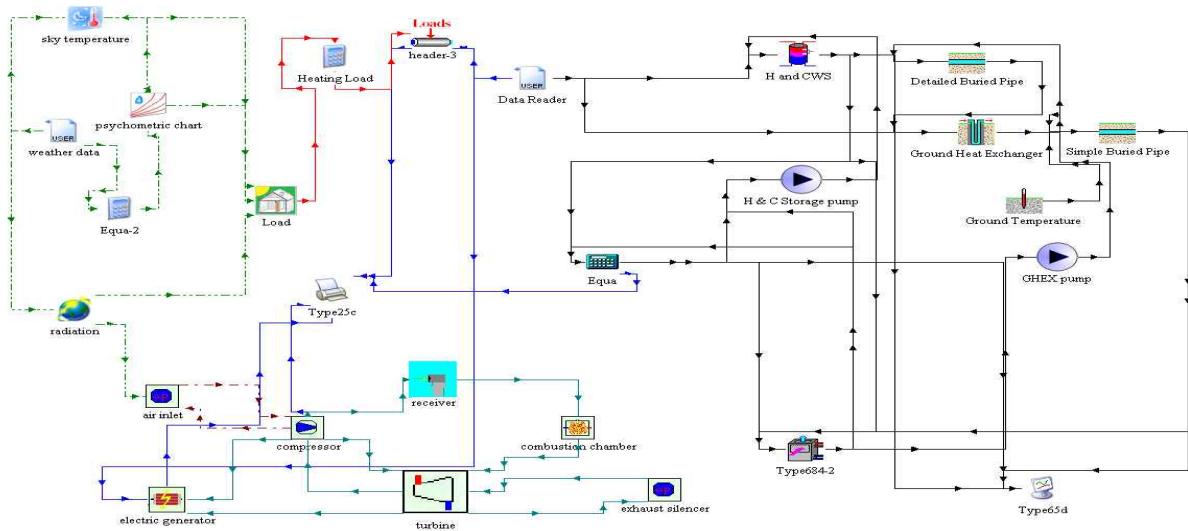 Loads
sky temperature
header-3
Heating Load
USER
Data Reader
H and CWS
Detailed Buried Pipe
psychometric chart
USER
weather data
Ground Heat Exchanger
Simple Buried Pipe
Equa-2
Load
H & C Storage pump
Ground Temperature
Equa
GHEX pump
Type25c
radiation
receiver
air inlet
compressor
combustion chamber
Type684-2
electric generator
turbine
exhaust silencer
Type65d